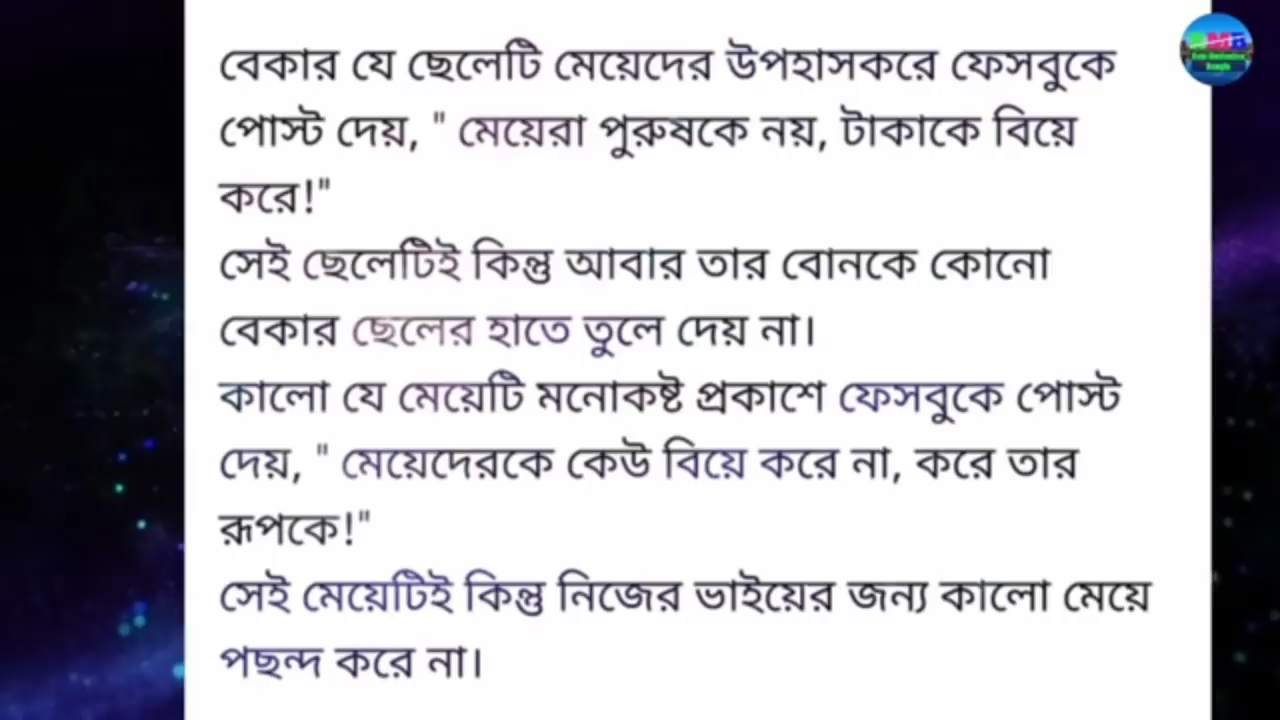 বেকার যে ছেলেটি মেয়েদের উপহাসকরে ফেসবুকে
পোস্ট দেয়, " মেয়েরা পুরুষকে নয়, টাকাকে বিয়ে
করে!"
সেই ছেলেটিই কিন্তু আবার তার বোনকে কোনো
বেকার ছেলের হাতে তুলে দেয় না।
কালো যে মেয়েটি মনোকষ্ট প্রকাশে ফেসবুকে পোস্ট
দেয়, " মেয়েদেরকে কেউ বিয়ে করে না, করে তার
রূপকে!"
সেই মেয়েটিই কিন্তু নিজের ভাইয়ের জন্য কালো মেয়ে
পছন্দ করে না।